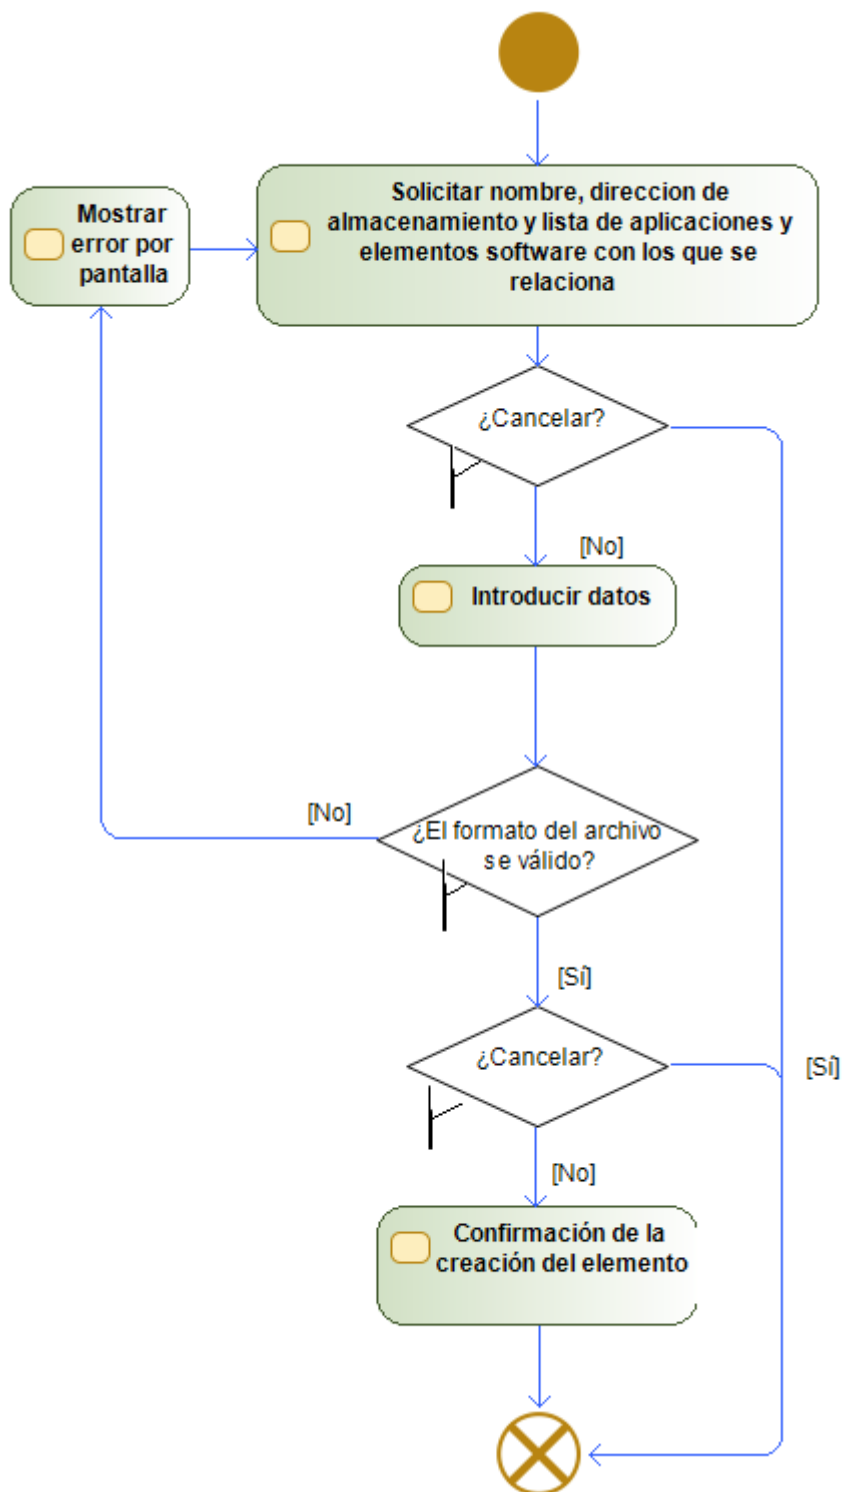 Solicitar nombre, direccion de
almacenamiento y lista de aplicaciones y
elementos software con los que se
relaciona
Mostrar
error por
pantalla
¿Cancelar?
[No]
Introducir datos
[No]
¿El formato del archivo
se válido?
[Sí]
¿Cancelar?
[Sí]
[No]
Confirmación de la
creación del elemento